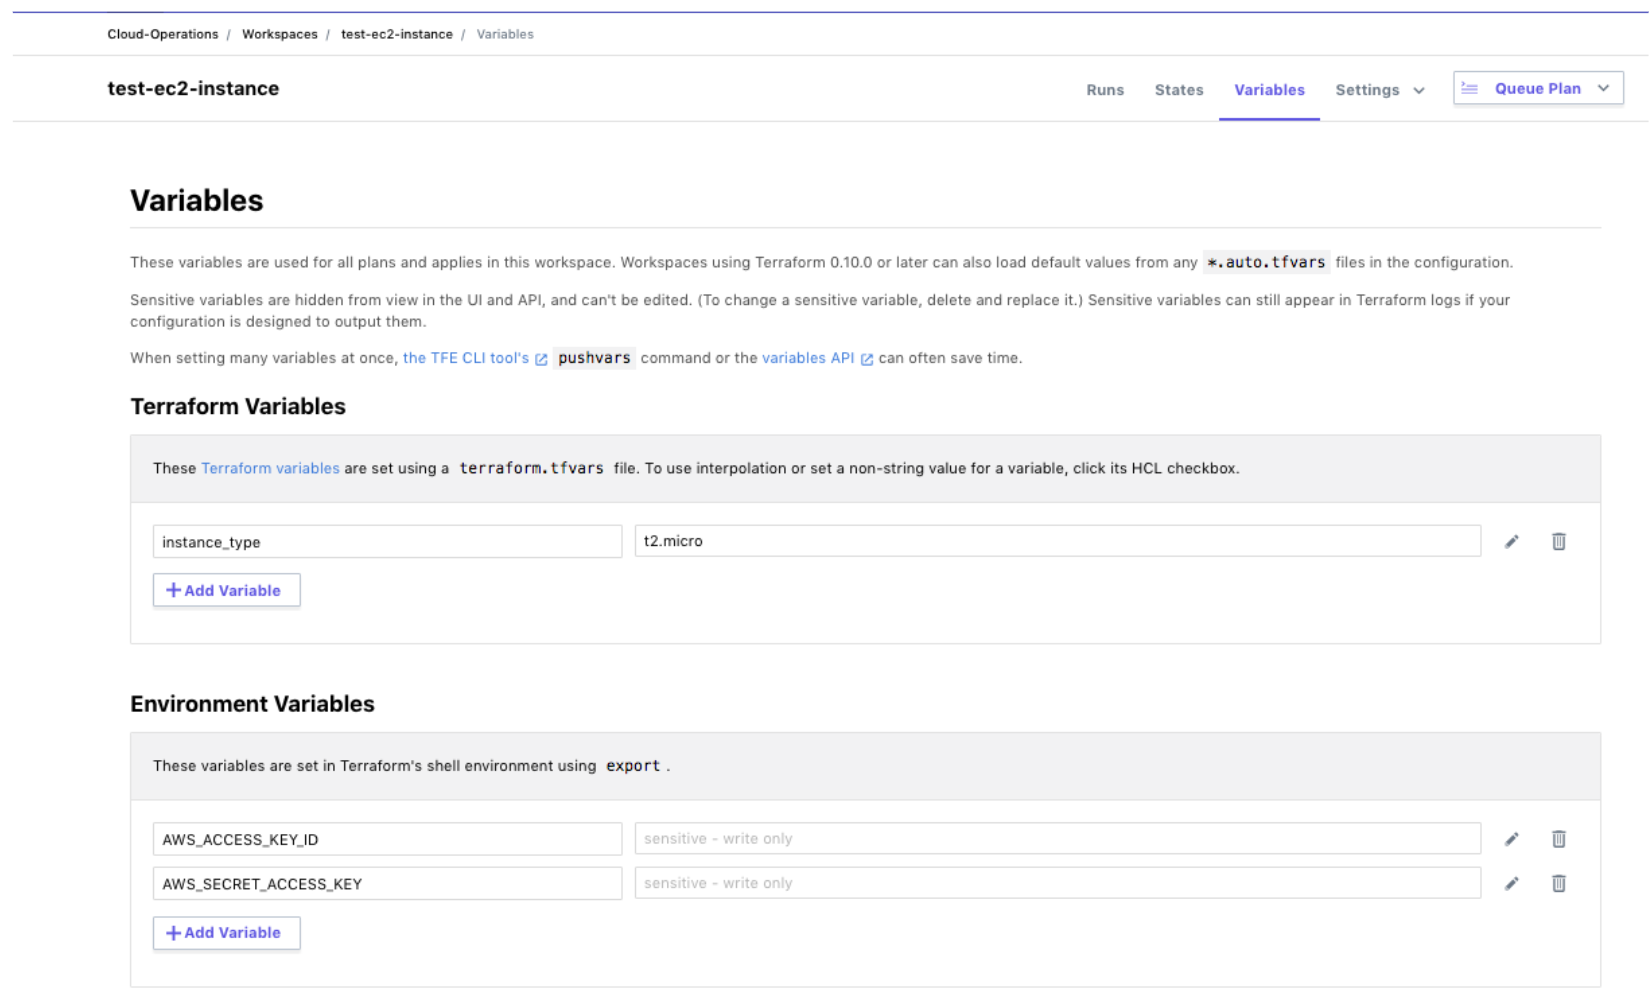 Cloud-Operations / Workspaces / test-ec2-instance / Variables
test-ec2-instance
Runs States Variables Settings Queue Plan
Variables
These variables are used for all plans and applies in this workspace. Workspaces using Terraform 0.10.0 or later can also load default values from any *.auto.tfvars files in the configuration.
Sensitive variables are hidden from view in the UI and API, and can't be edited. (To change a sensitive variable, delete and replace it.) Sensitive variables can still appear in Terraform logs if your
configuration is designed to output them.
When setting many variables at once, the TFE CLI tool's pushvars command or the variables API can often save time.
Terraform Variables
These Terraform variables are set using a terraform.tfvars file. To use interpolation or set a non-string value for a variable, click its HCL checkbox.
instance_type t2.micro
+ Add Variable
Environment Variables
These variables are set in Terraform's shell environment using export .
AWS_ACCESS_KEY_ID sensitive - write only
AWS_SECRET_ACCESS_KEY sensitive - write only
+ Add Variable